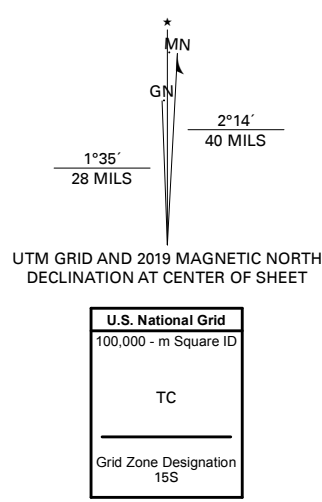 MN
GN
2°14´
40 MILS
1°35´
28 MILS
UTM GRID AND 2019 MAGNETIC NORTH
DECLINATION AT CENTER OF SHEET
U.S. National Grid
100,000 - m Square ID
TC
Grid Zone Designation
15S